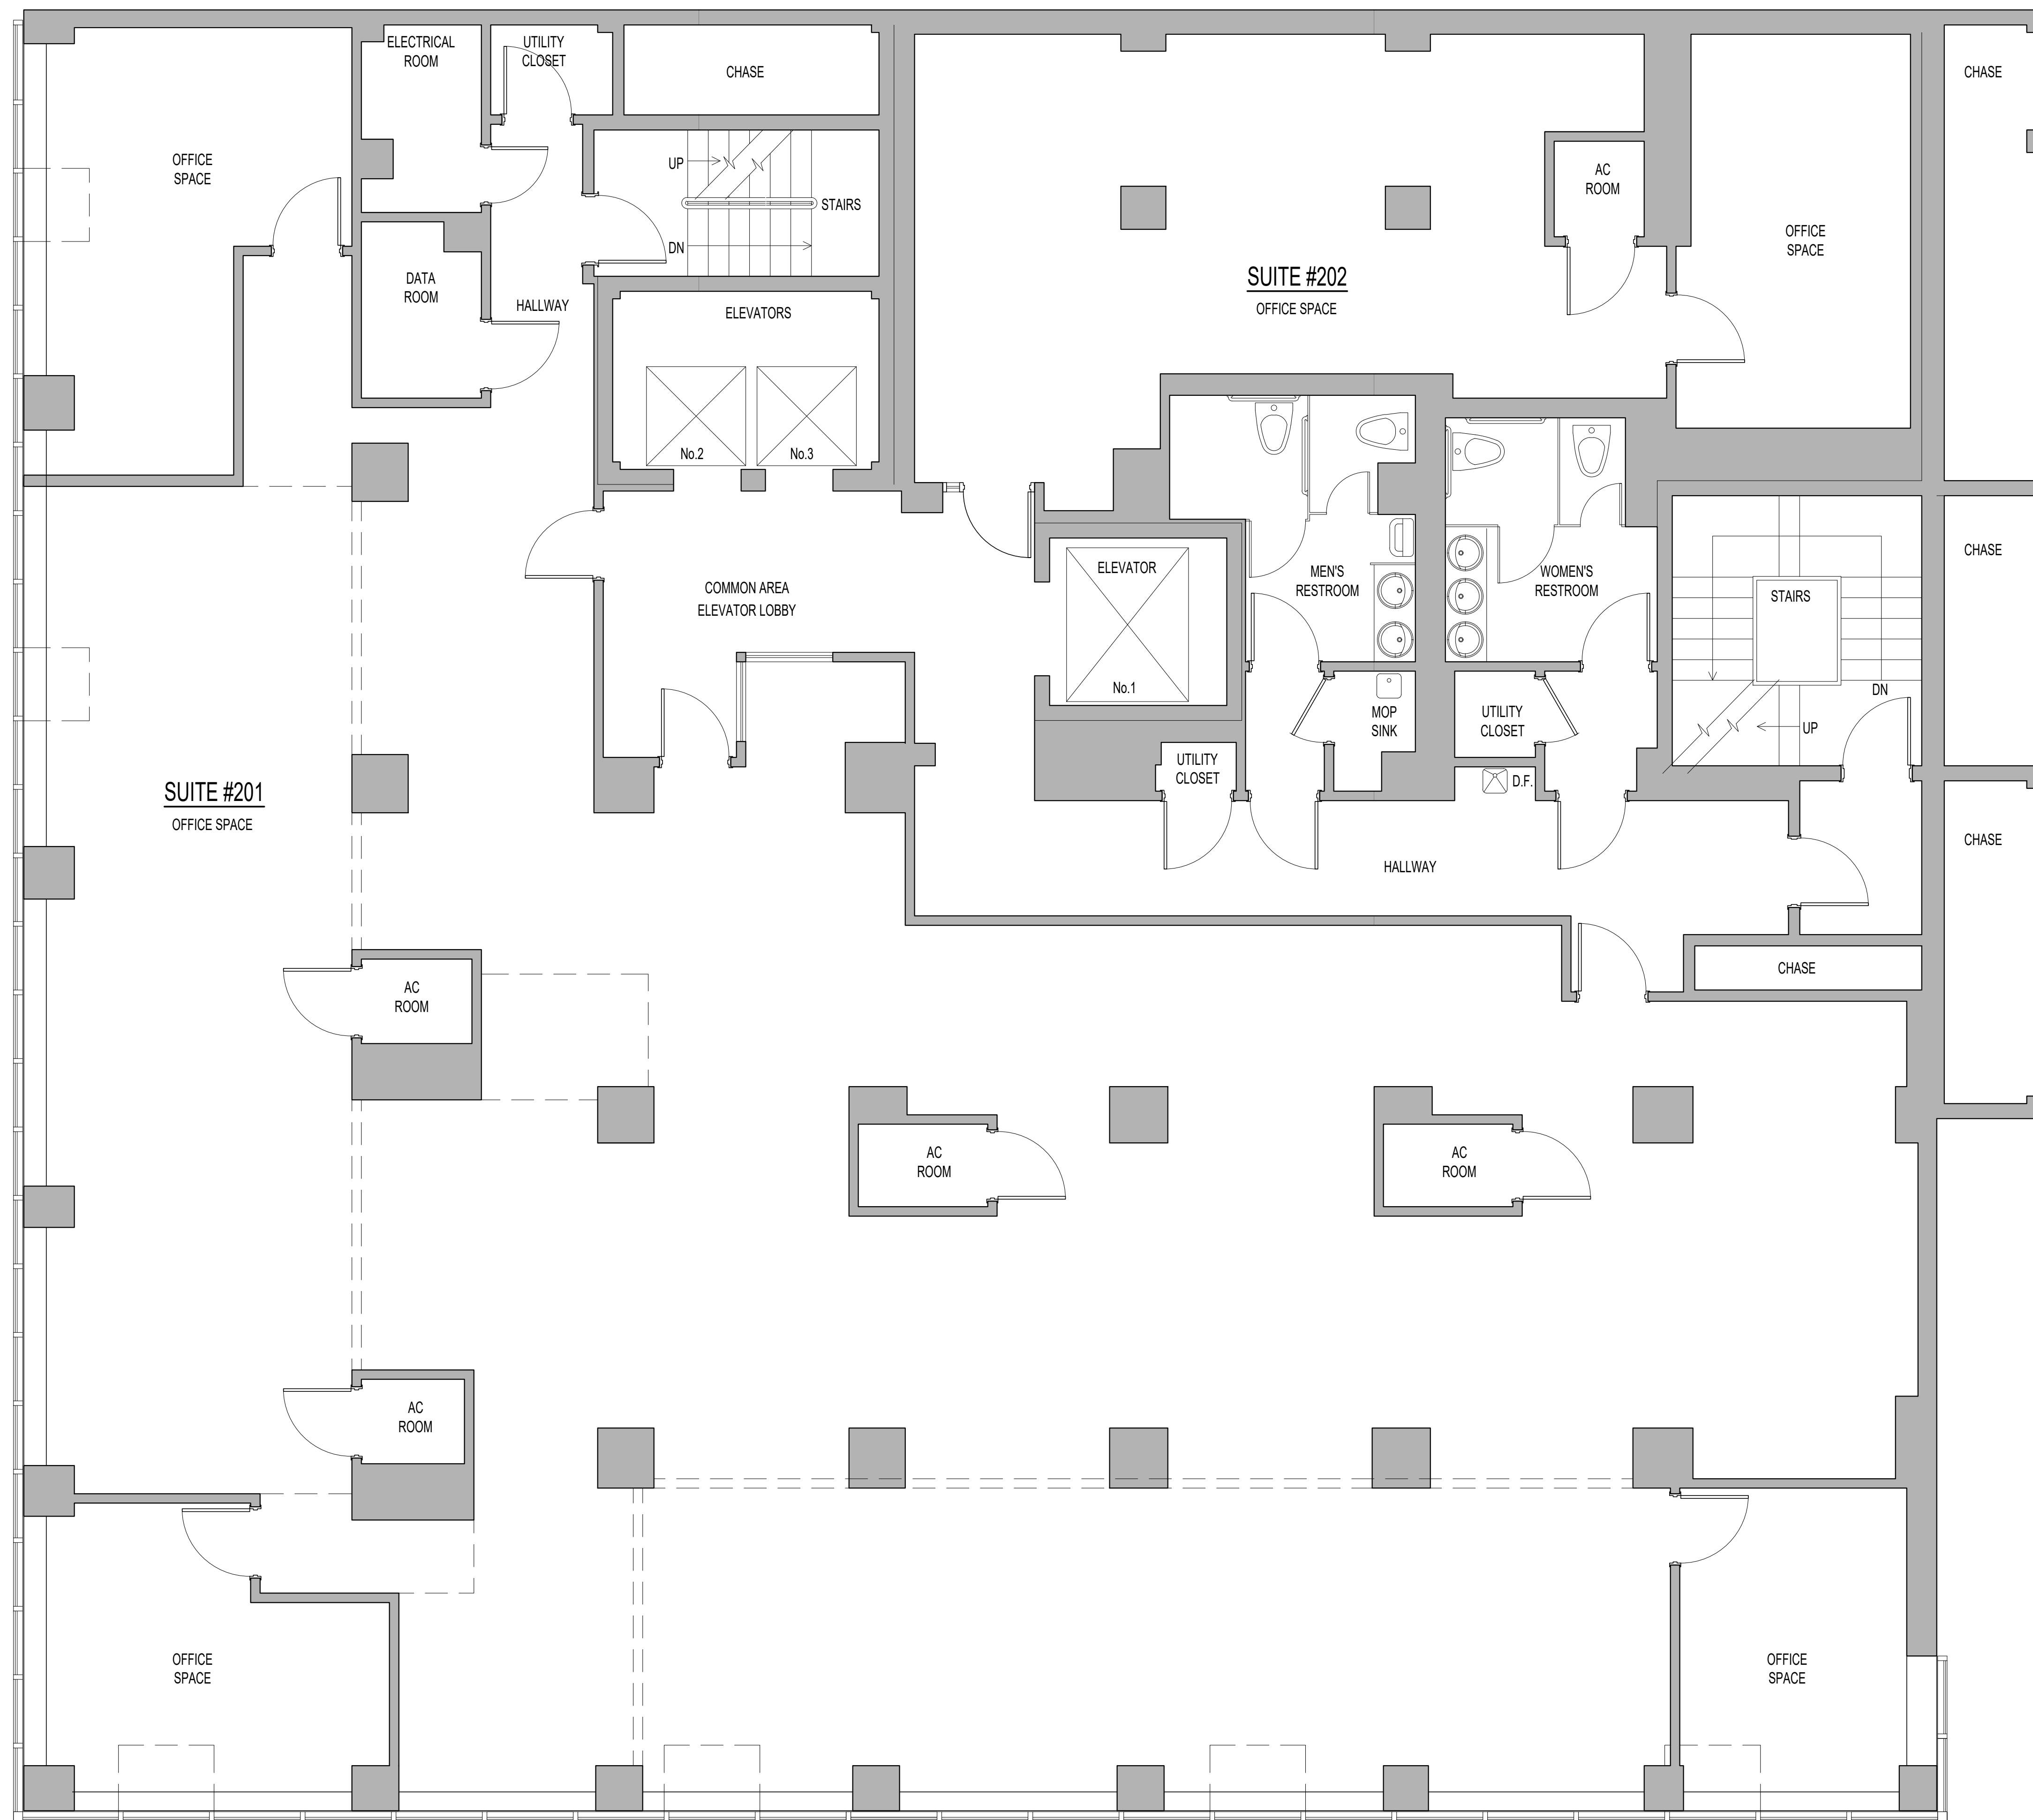 ELECTRICAL
ROOM
UTILITY
CLOSET
CHASE
CHASE
OFFICE
SPACE
UP
STAIRS
DN
AC
ROOM
OFFICE
SPACE
DATA
ROOM
HALLWAY
ELEVATORS
SUITE #202
OFFICE SPACE
No.2
No.3
CHASE
COMMON AREA
ELEVATOR LOBBY
ELEVATOR
No.1
MEN'S
RESTROOM
WOMEN'S
RESTROOM
STAIRS
DN
UP
MOP
SINK
UTILITY
CLOSET
UTILITY
CLOSET
D.F.
SUITE #201
OFFICE SPACE
HALLWAY
CHASE
CHASE
AC
ROOM
AC
ROOM
AC
ROOM
AC
ROOM
OFFICE
SPACE
OFFICE
SPACE